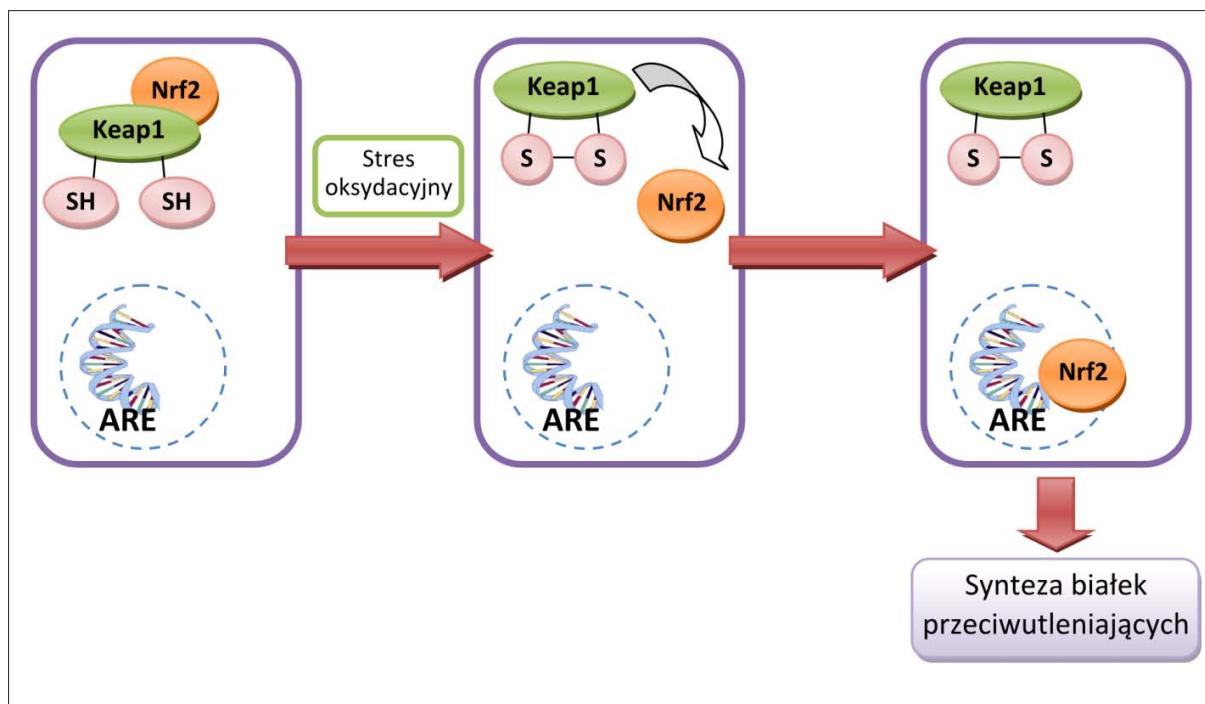 Nrf2
Keap1
SH
SH
ARE
Stres
oksydacyjny
Keap1
S
S
Nrf2
ARE
Keap1
S
S
Nrf2
ARE
Synteza białek
przeciwutleniających